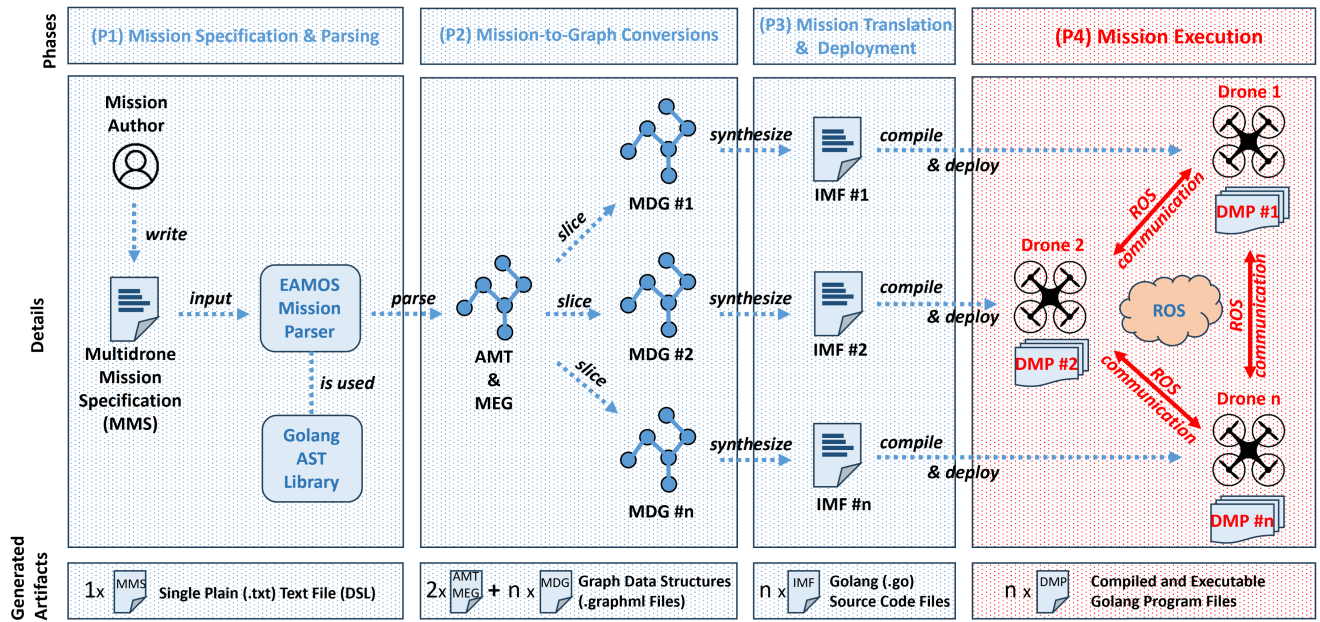 Phases
(P1) Mission Specification & Parsing
(P2) Mission-to-Graph Conversions
(P3) Mission Translation
& Deployment
(P4) Mission Execution
Details
Mission
Author
write
Multidrone
Mission
Specification
(MMS)
input
EAMOS
Mission
Parser
is used
Golang
AST
Library
parse
AMT
&
MEG
slice
slice
slice
MDG #1
MDG #2
MDG #n
synthesize
synthesize
synthesize
IMF #1
IMF #2
IMF #n
compile
& deploy
compile
& deploy
compile
& deploy
Drone 1
DMP #1
Drone 2
DMP #2
Drone n
DMP #n
ROS
communication
ROS
ROS
communication
ROS
communication
Generated
Artifacts
1x
MMS
Single Plain (.txt) Text File (DSL)
2x
AMT
MEG
+ n x
MDG
Graph Data Structures
(.graphml Files)
n x
IMF
Golang (.go)
Source Code Files
n x
DMP
Compiled and Executable
Golang Program Files